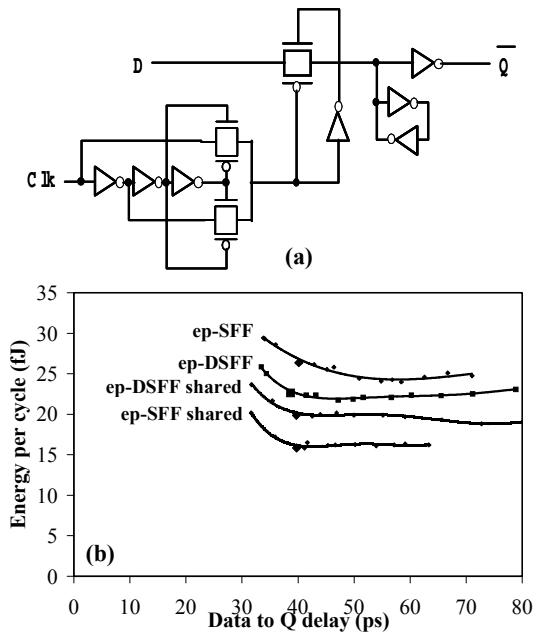 D
Q
Clk
(a)
35
30
25
20
15
10
5
0
Energy per cycle (fJ)
ep-SFF
ep-DSFF
ep-DSFF shared
ep-SFF shared
(b)
0 10 20 30 40 50 60 70 80
Data to Q delay (ps)